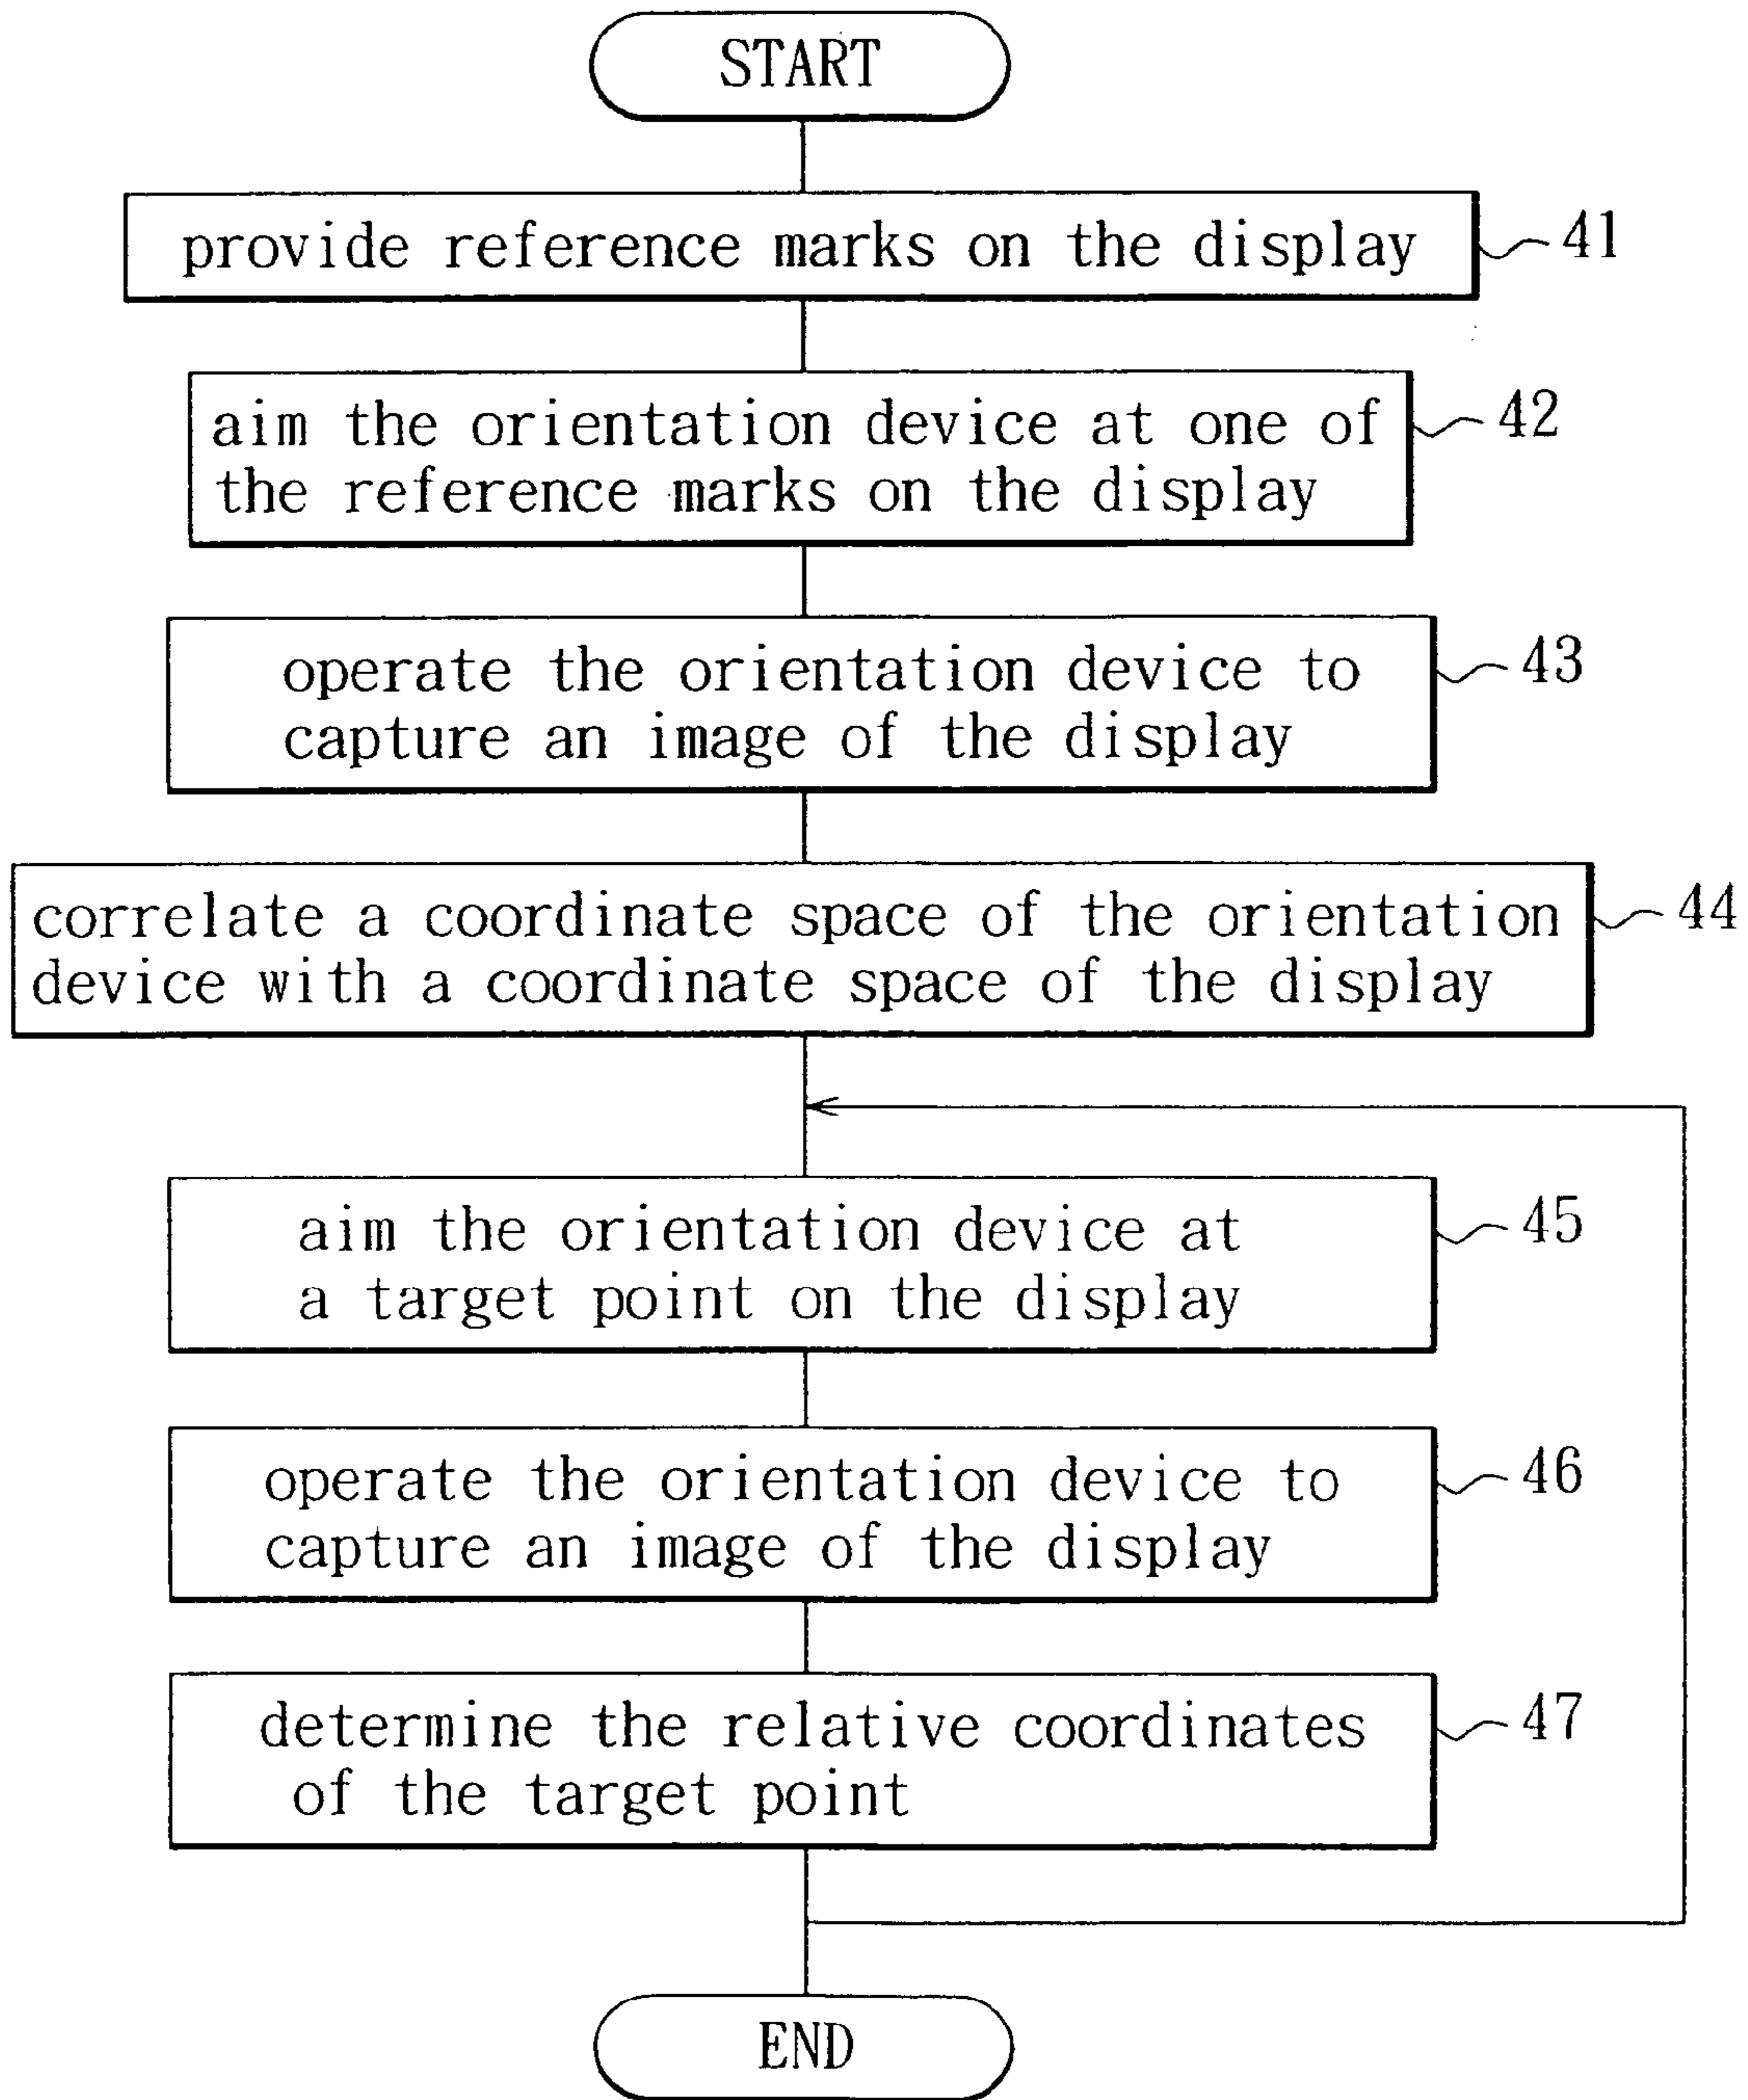 START
provide reference marks on the display
41
aim the orientation device at one of
the reference marks on the display
42
operate the orientation device to
capture an image of the display
43
correlate a coordinate space of the orientation
device with a coordinate space of the display
44
aim the orientation device at
a target point on the display
45
operate the orientation device to
capture an image of the display
46
determine the relative coordinates
of the target point
47
END